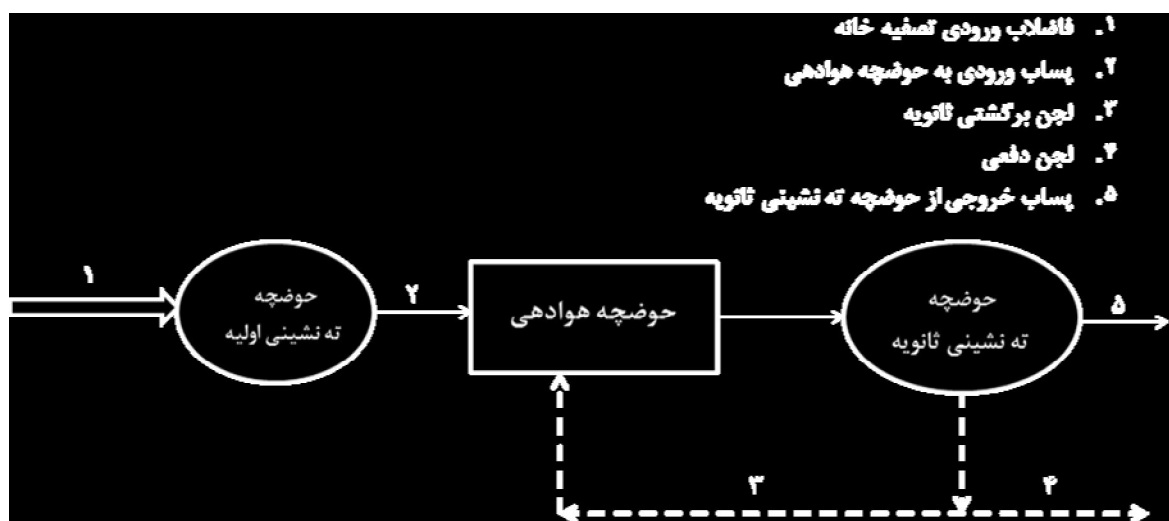 ۱. فاضلاب ورودی تصفیه خانه
۲. پساب ورودی به حوضچه هوادهی
۳. لجن برگشتی ثانویه
۴. لجن دفعی
۵. پساب خروجی از حوضچه ته نشینی ثانویه
۱
حوضچه
ته نشینی اولیه
۲
حوضچه هوادهی
حوضچه
ته نشینی ثانویه
۵
۳
۴